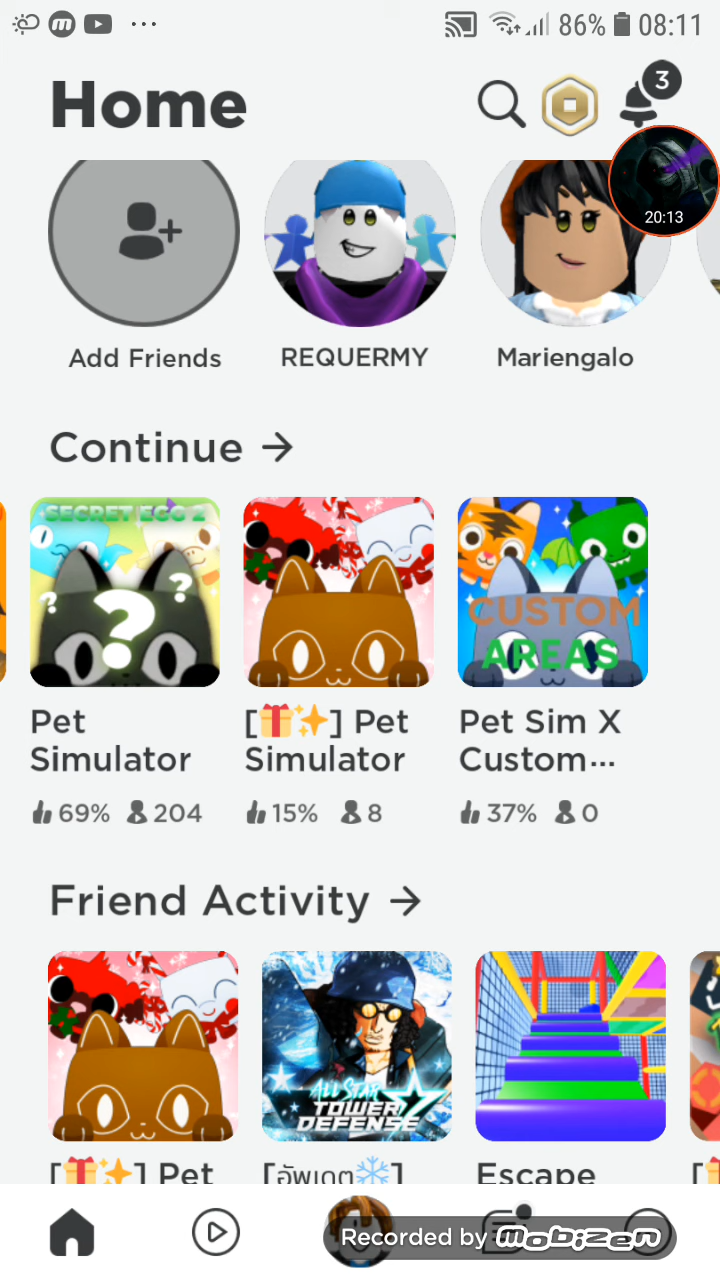 86% 08:11
Home
3
20:13
Add Friends
REQUERMY
Mariengalo
Continue →
SECRET EGG 2
? ? ?
CUSTOM
AREAS
Pet
Simulator
[🎁✨] Pet
Simulator
Pet Sim X
Custom...
69% 204
15% 8
37% 0
Friend Activity →
ALL STAR
TOWER
DEFENSE
[🎁✨] Pet
[อัพเดต❄️]
Escape
Recorded by mobizen